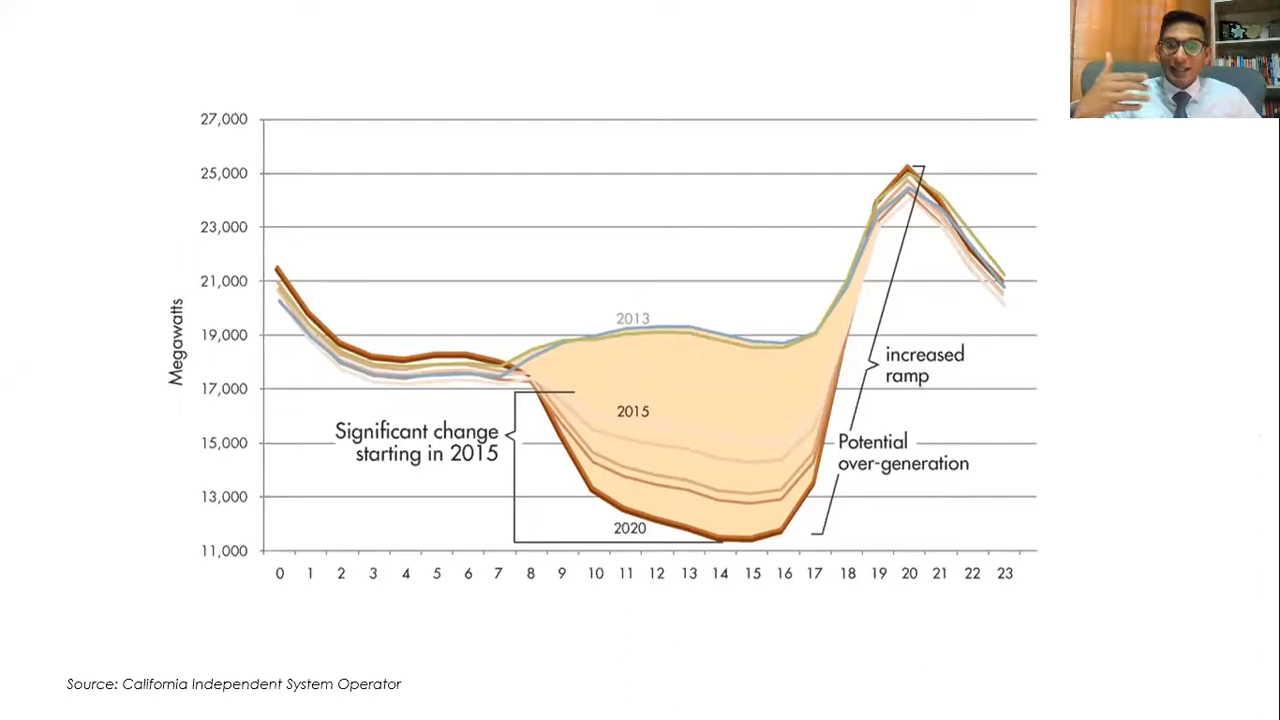 27,000
25,000
23,000
21,000
19,000
17,000
15,000
13,000
11,000
Megawatts
2013
2015
2020
Significant change
starting in 2015
increased
ramp
Potential
over-generation
0 1 2 3 4 5 6 7 8 9 10 11 12 13 14 15 16 17 18 19 20 21 22 23
Source: California Independent System Operator